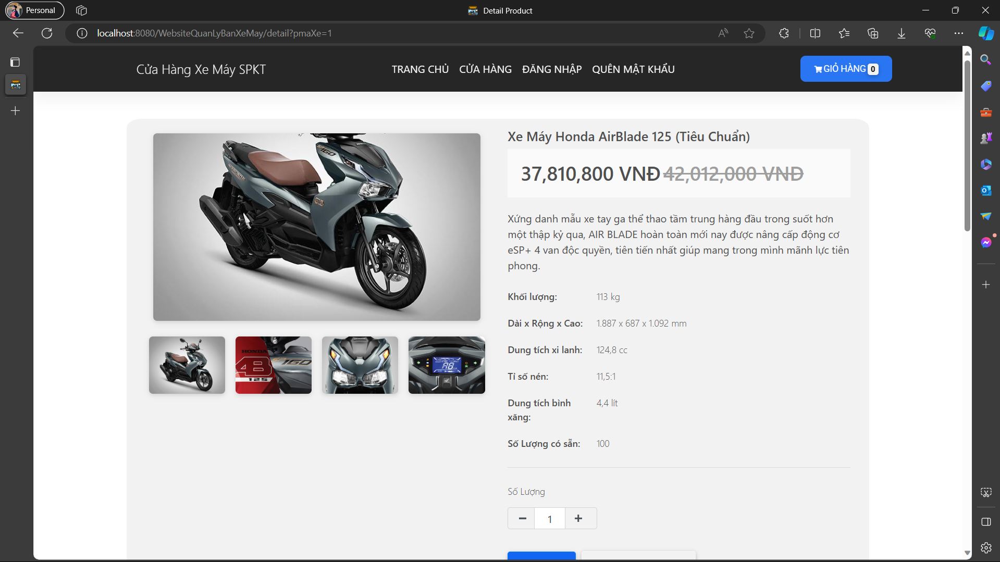 Personal
Detail Product
localhost:8080/WebsiteQuanLyBanXeMay/detail?pmaXe=1
Cửa Hàng Xe Máy SPKT
TRANG CHỦ CỬA HÀNG ĐĂNG NHẬP QUÊN MẬT KHẨU
GIỎ HÀNG 0
Xe Máy Honda AirBlade 125 (Tiêu Chuẩn)
37,810,800 VNĐ 42,012,000 VNĐ
Xứng danh mẫu xe tay ga thể thao tầm trung hàng đầu trong suốt hơn
một thập kỷ qua, AIR BLADE hoàn toàn mới nay được nâng cấp động cơ
eSP+ 4 van độc quyền, tiên tiến nhất giúp mang trong mình mãnh lực tiên
phong.
Khối lượng: 113 kg
Dài x Rộng x Cao: 1.887 x 687 x 1.092 mm
Dung tích xi lanh: 124,8 cc
Tỉ số nén: 11,5:1
Dung tích bình
xăng:
4,4 lít
Số Lượng có sẵn: 100
Số Lượng
1
HONDA
125